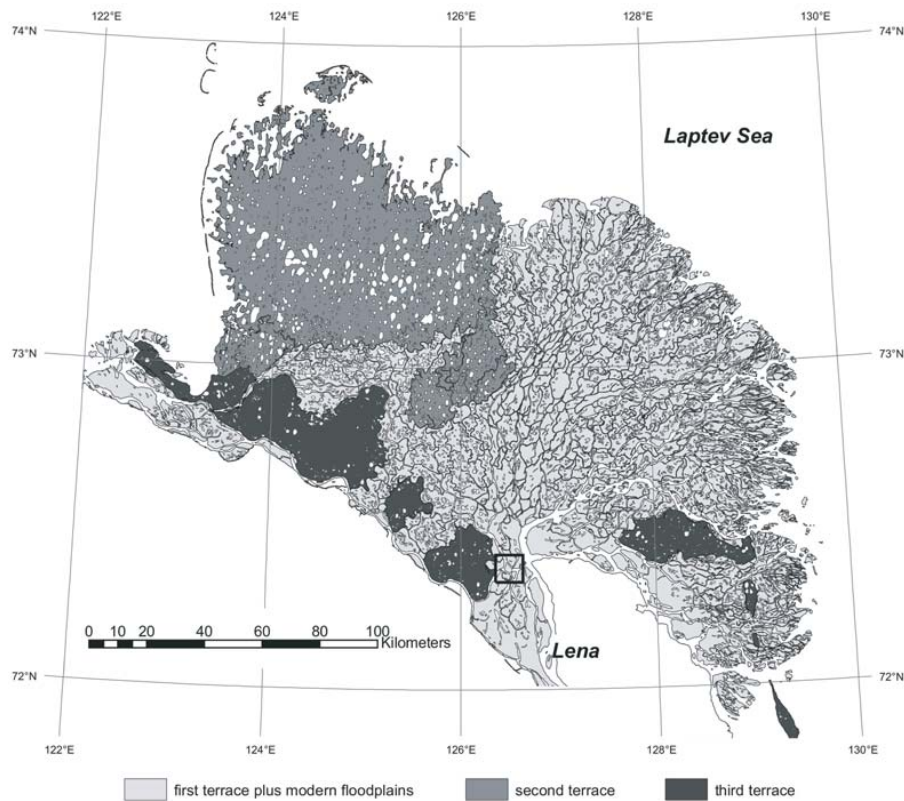 122°E 124°E 126°E 128°E 130°E
74°N 74°N
Laptev Sea
73°N 73°N
0 5 10 20 40 60 80 100
Kilometers
Lena
72°N 72°N
122°E 124°E 126°E 128°E 130°E
first terrace plus modern floodplains second terrace third terrace